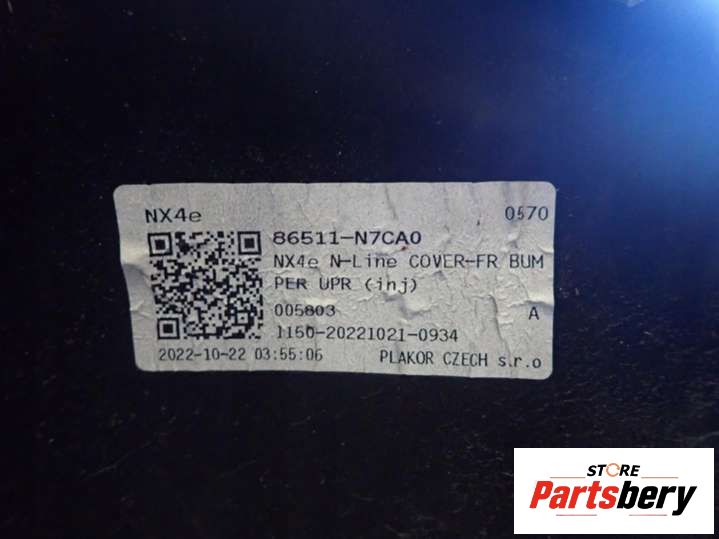 NX4e 0570
86511-N7CA0
NX4e N-Line COVER-FR BUM
PER UPR (inj)
005803 A
1150-20221021-0934
2022-10-22 03:55:06 PLAKOR CZECH s.r.o
STORE
Partsbery